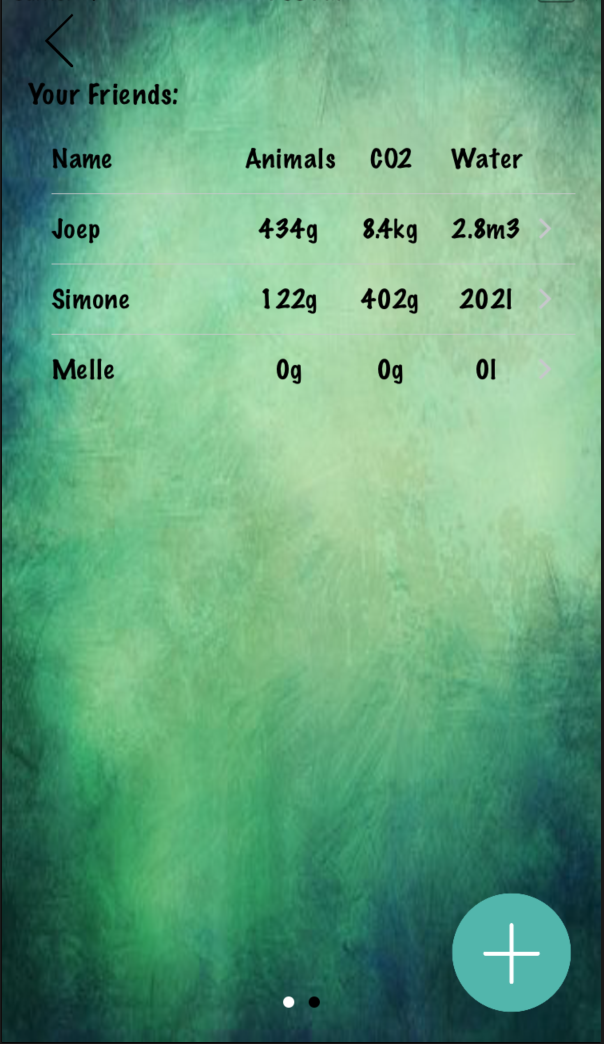 Your Friends:
Name Animals CO2 Water
Joep 434g 8.4kg 2.8m3
Simone 122g 402g 202l
Melle 0g 0g 0l